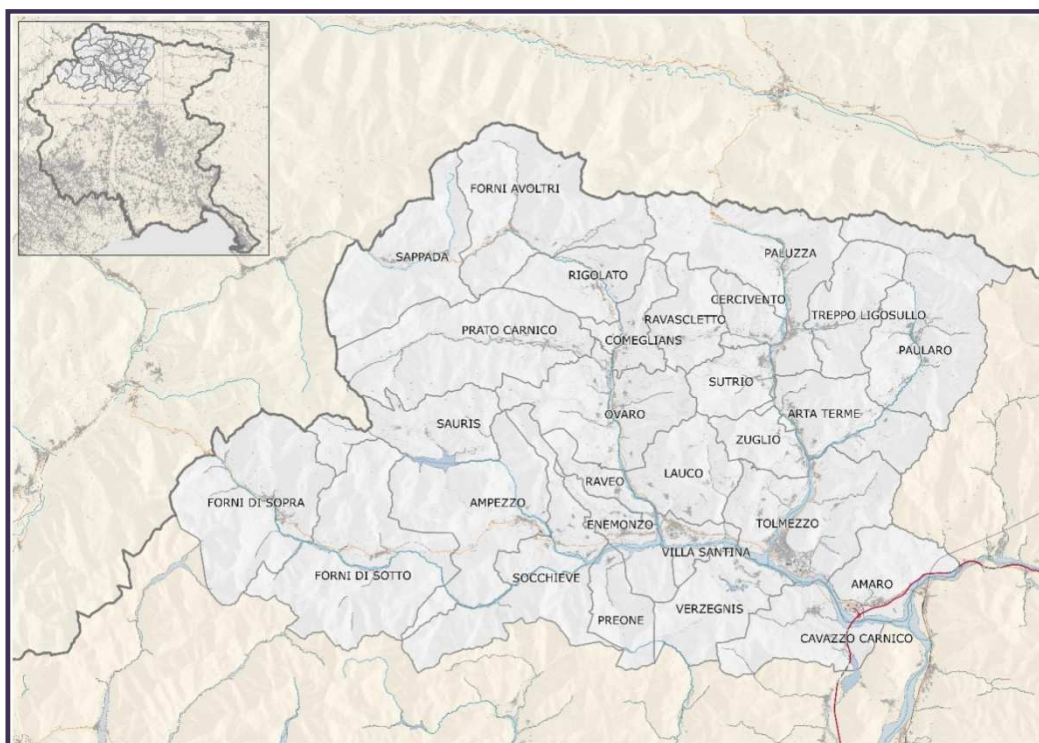 FORNI AVOLTRI
SAPPADA
PALUZZA
RIGOLATO
CERCIVENTO
RAVASCLETTO
TREPPO LIGOSULLO
PRATO CARNICO
COMEGLIANS
PAULARO
SUTRIO
OVARO
ARTA TERME
SAURIS
ZUGLIO
LAUCO
RAVEO
FORNI DI SOPRA
AMPEZZO
ENEMONZO
TOLMEZZO
VILLA SANTINA
FORNI DI SOTTO
SOCCHIEVE
AMARO
VERZEGNIS
PREONE
CAVAZZO CARNICO